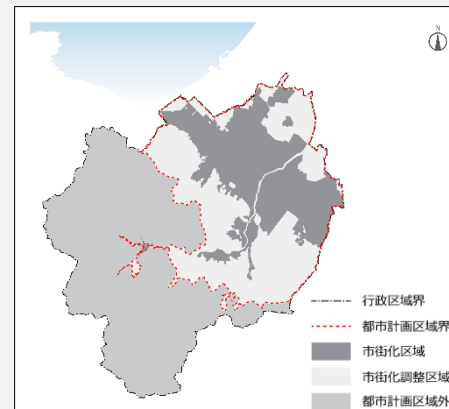 N
行政区域界
都市計画区域界
市街化区域
市街化調整区域
都市計画区域外